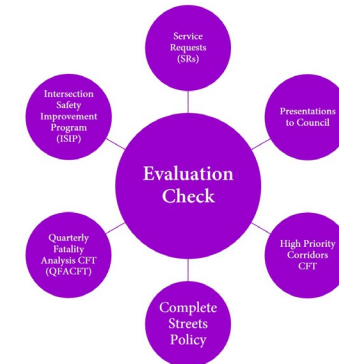 Service
Requests
(SRs)
Intersection
Safety
Improvement
Program
(ISIP)
Presentations
to Council
Evaluation
Check
Quarterly
Fatality
Analysis CFT
(QFACFT)
High Priority
Corridors
CFT
Complete
Streets
Policy